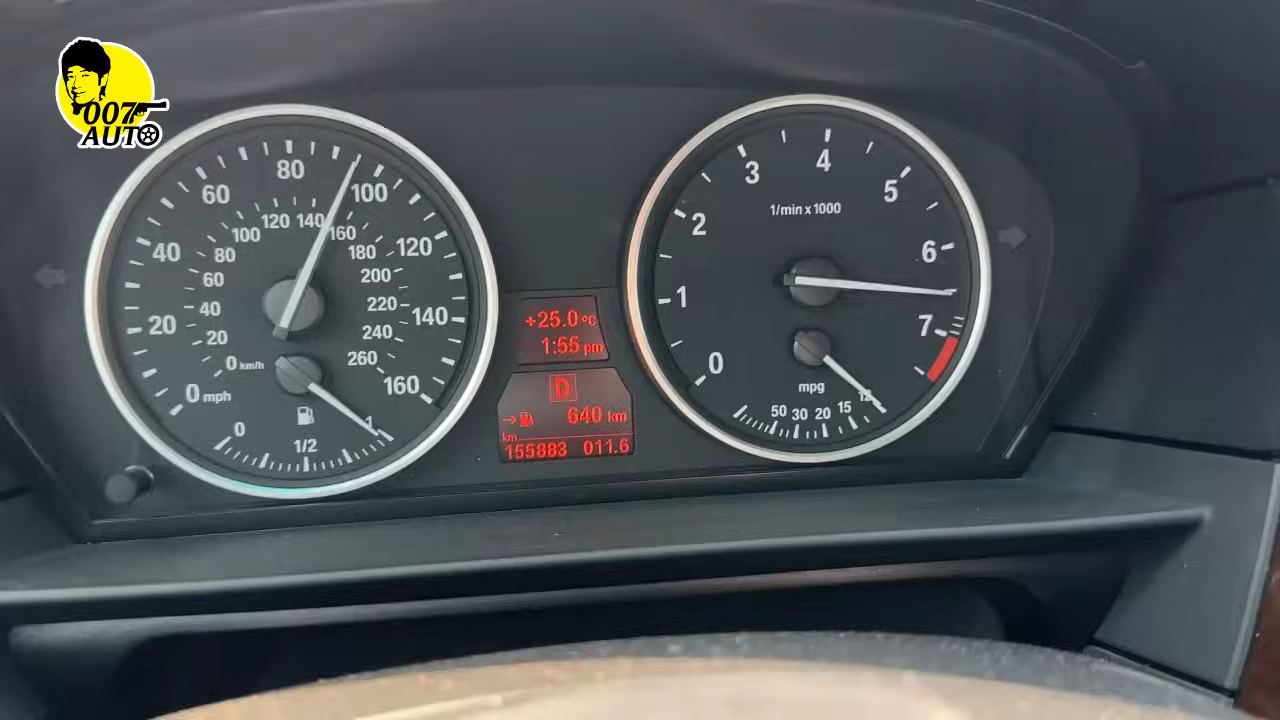 007
AUTO
0 20 40 60 80 100 120 140 160
mph
0 20 40 60 80 100 120 140 160 180 200 220 240 260
km/h
0 1/2 1
+25.0 °C
1:55 pm
D
640 km
km
155883 011.6
0 1 2 3 4 5 6 7
1/min x 1000
mpg
50 30 20 15 12